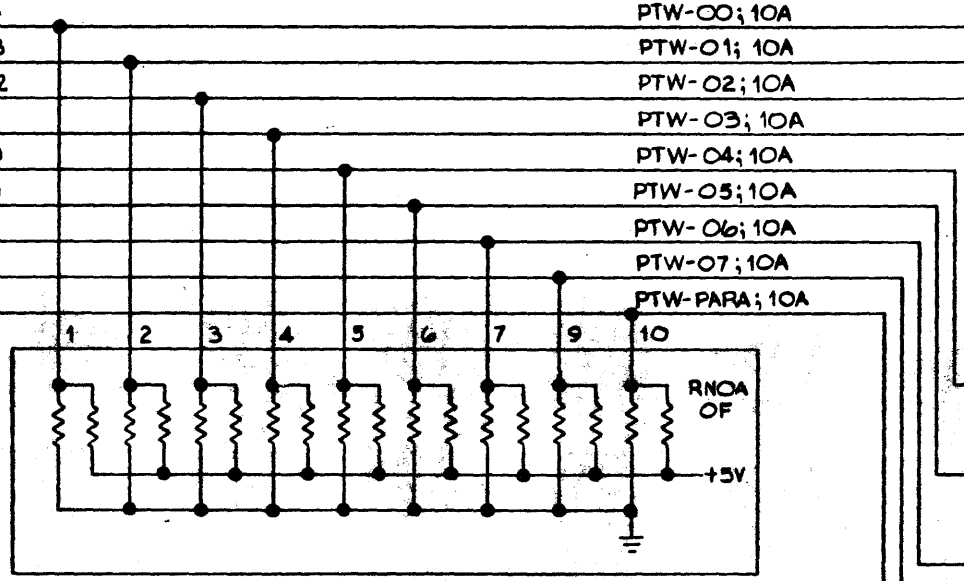 PTW-00; 10A
3
PTW-01; 10A
2
PTW-02; 10A
PTW-03; 10A
PTW-04; 10A
PTW-05; 10A
PTW-06; 10A
PTW-07; 10A
PTW-PARA; 10A
1 2 3 4 5 6 7 9 10
RNOA
OF
+5V